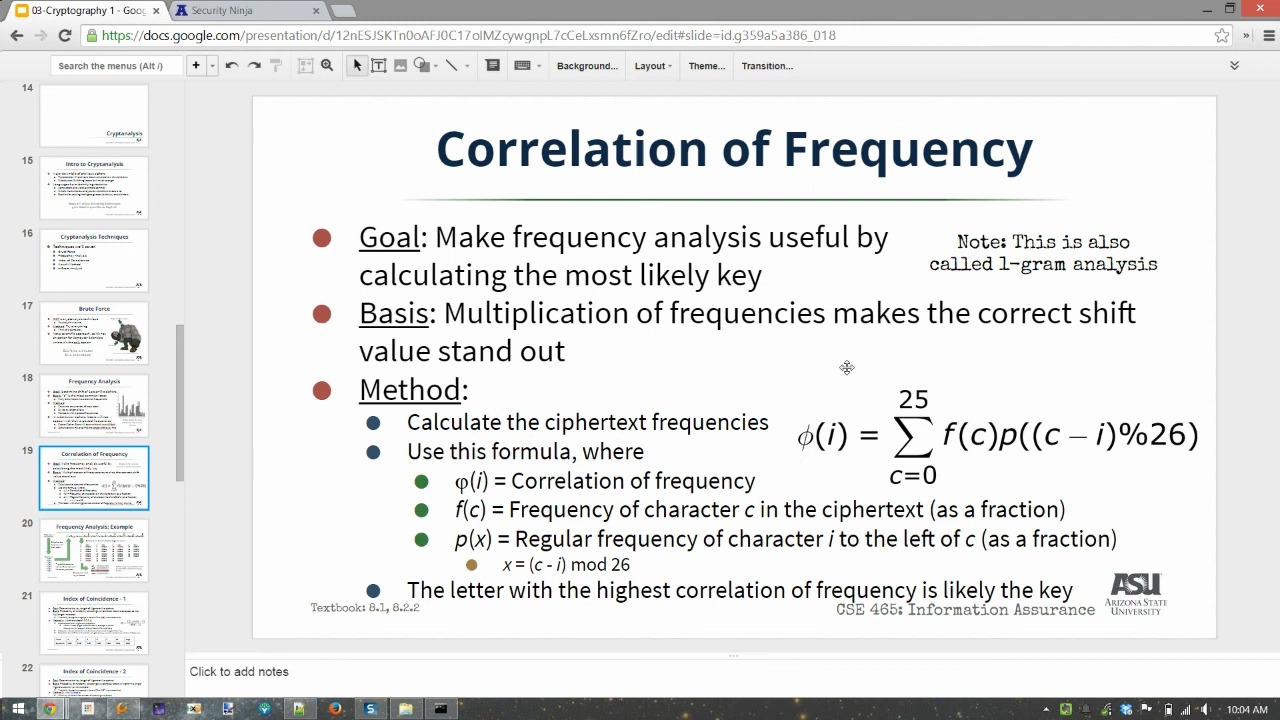 03-Cryptography 1 - Goo
Security Ninja
https://docs.google.com/presentation/d/12nESJSKTn0oAFJ0C17olMZcywgnpL7cCeLxsmn6fZro/edit#slide=id.g359a5a386_018
Search the menus (Alt /)
Background...
Layout
Theme...
Transition...
14
Cryptanalysis
15
Intro to Cryptanalysis
16
Cryptanalysis Techniques
17
Brute Force
18
Frequency Analysis
19
Correlation of Frequency
20
Frequency Analysis: Example
21
Index of Coincidence - 1
22
Index of Coincidence - 2
Correlation of Frequency
Goal: Make frequency analysis useful by
calculating the most likely key
Note: This is also
called 1-gram analysis
Basis: Multiplication of frequencies makes the correct shift
value stand out
Method:
Calculate the ciphertext frequencies
Use this formula, where
ϕ(i) = ∑ f(c)p((c − i)%26)
25
c=0
φ(i) = Correlation of frequency
f(c) = Frequency of character c in the ciphertext (as a fraction)
p(x) = Regular frequency of character i to the left of c (as a fraction)
x = (c - i) mod 26
The letter with the highest correlation of frequency is likely the key
Textbook: 8.1, 8.2.2
CSE 465: Information Assurance
ASU
ARIZONA STATE
UNIVERSITY
Click to add notes
10:04 AM